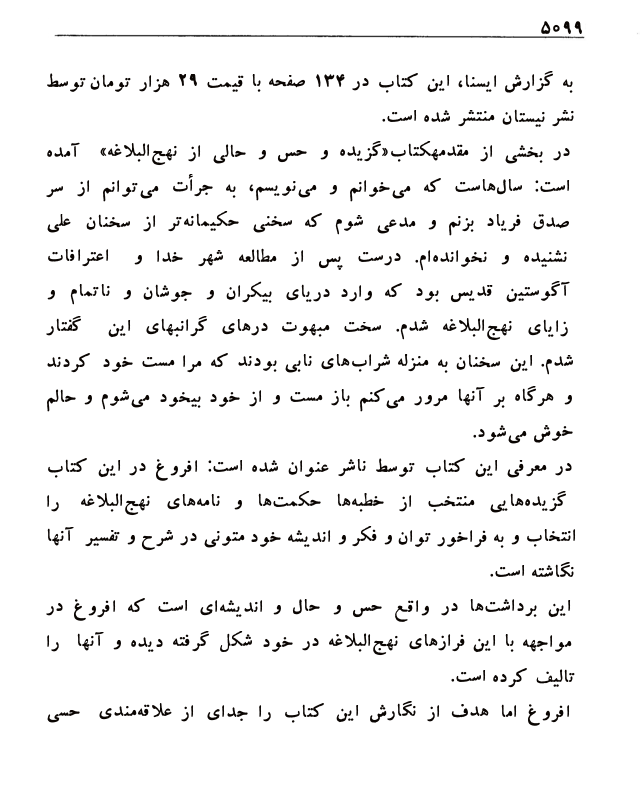 ۵۰۹۹
به گزارش ایسنا، این کتاب در ۱۳۴ صفحه با قیمت ۲۹ هزار تومان توسط
نشر نیستان منتشر شده است.
در بخشی از مقدمهکتاب«گزیده و حس و حالی از نهج‌البلاغه» آمده
است: سال‌هاست که می‌خوانم و می‌نویسم، به جرأت می‌توانم از سر
صدق فریاد بزنم و مدعی شوم که سخنی حکیمانه‌تر از سخنان علی
نشنیده و نخوانده‌ام. درست پس از مطالعه شهر خدا و اعترافات
آگوستین قدیس بود که وارد دریای بیکران و جوشان و ناتمام و
زایای نهج‌البلاغه شدم. سخت مبهوت درهای گرانبهای این گفتار
شدم. این سخنان به منزله شراب‌های نابی بودند که مرا مست خود کردند
و هرگاه بر آنها مرور می‌کنم باز مست و از خود بیخود می‌شوم و حالم
خوش می‌شود.
در معرفی این کتاب توسط ناشر عنوان شده است: افروغ در این کتاب
گزیده‌هایی منتخب از خطبه‌ها حکمت‌ها و نامه‌های نهج‌البلاغه را
انتخاب و به فراخور توان و فکر و اندیشه خود متونی در شرح و تفسیر آنها
نگاشته است.
این برداشت‌ها در واقع حس و حال و اندیشه‌ای است که افروغ در
مواجهه با این فرازهای نهج‌البلاغه در خود شکل گرفته دیده و آنها را
تالیف کرده است.
افروغ اما هدف از نگارش این کتاب را جدای از علاقه‌مندی حسی